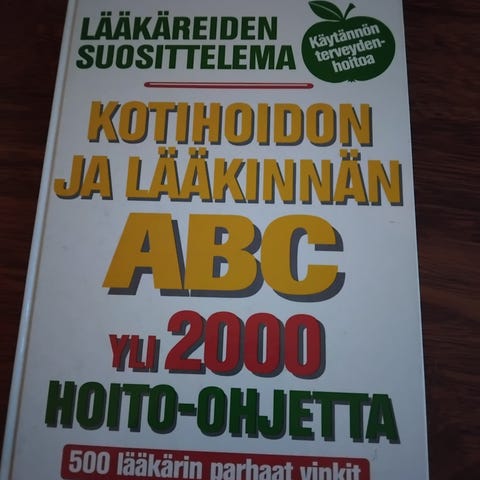 LÄÄKÄREIDEN
SUOSITTELEMA
Käytännön
terveyden-
hoitoa
KOTIHOIDON
JA LÄÄKINNÄN
ABC
YLI 2000
HOITO-OHJETTA
500 lääkärin parhaat vinkit